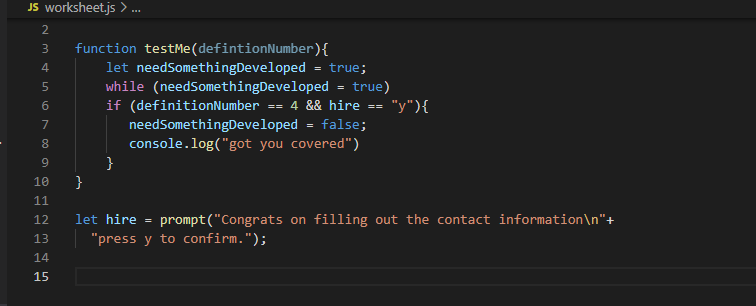 JS worksheet.js > ...
2
3 function testMe(defintionNumber){
4 let needSomethingDeveloped = true;
5 while (needSomethingDeveloped = true)
6 if (definitionNumber == 4 && hire == "y"){
7 needSomethingDeveloped = false;
8 console.log("got you covered")
9 }
10 }
11
12 let hire = prompt("Congrats on filling out the contact information\n"+
13 "press y to confirm.");
14
15